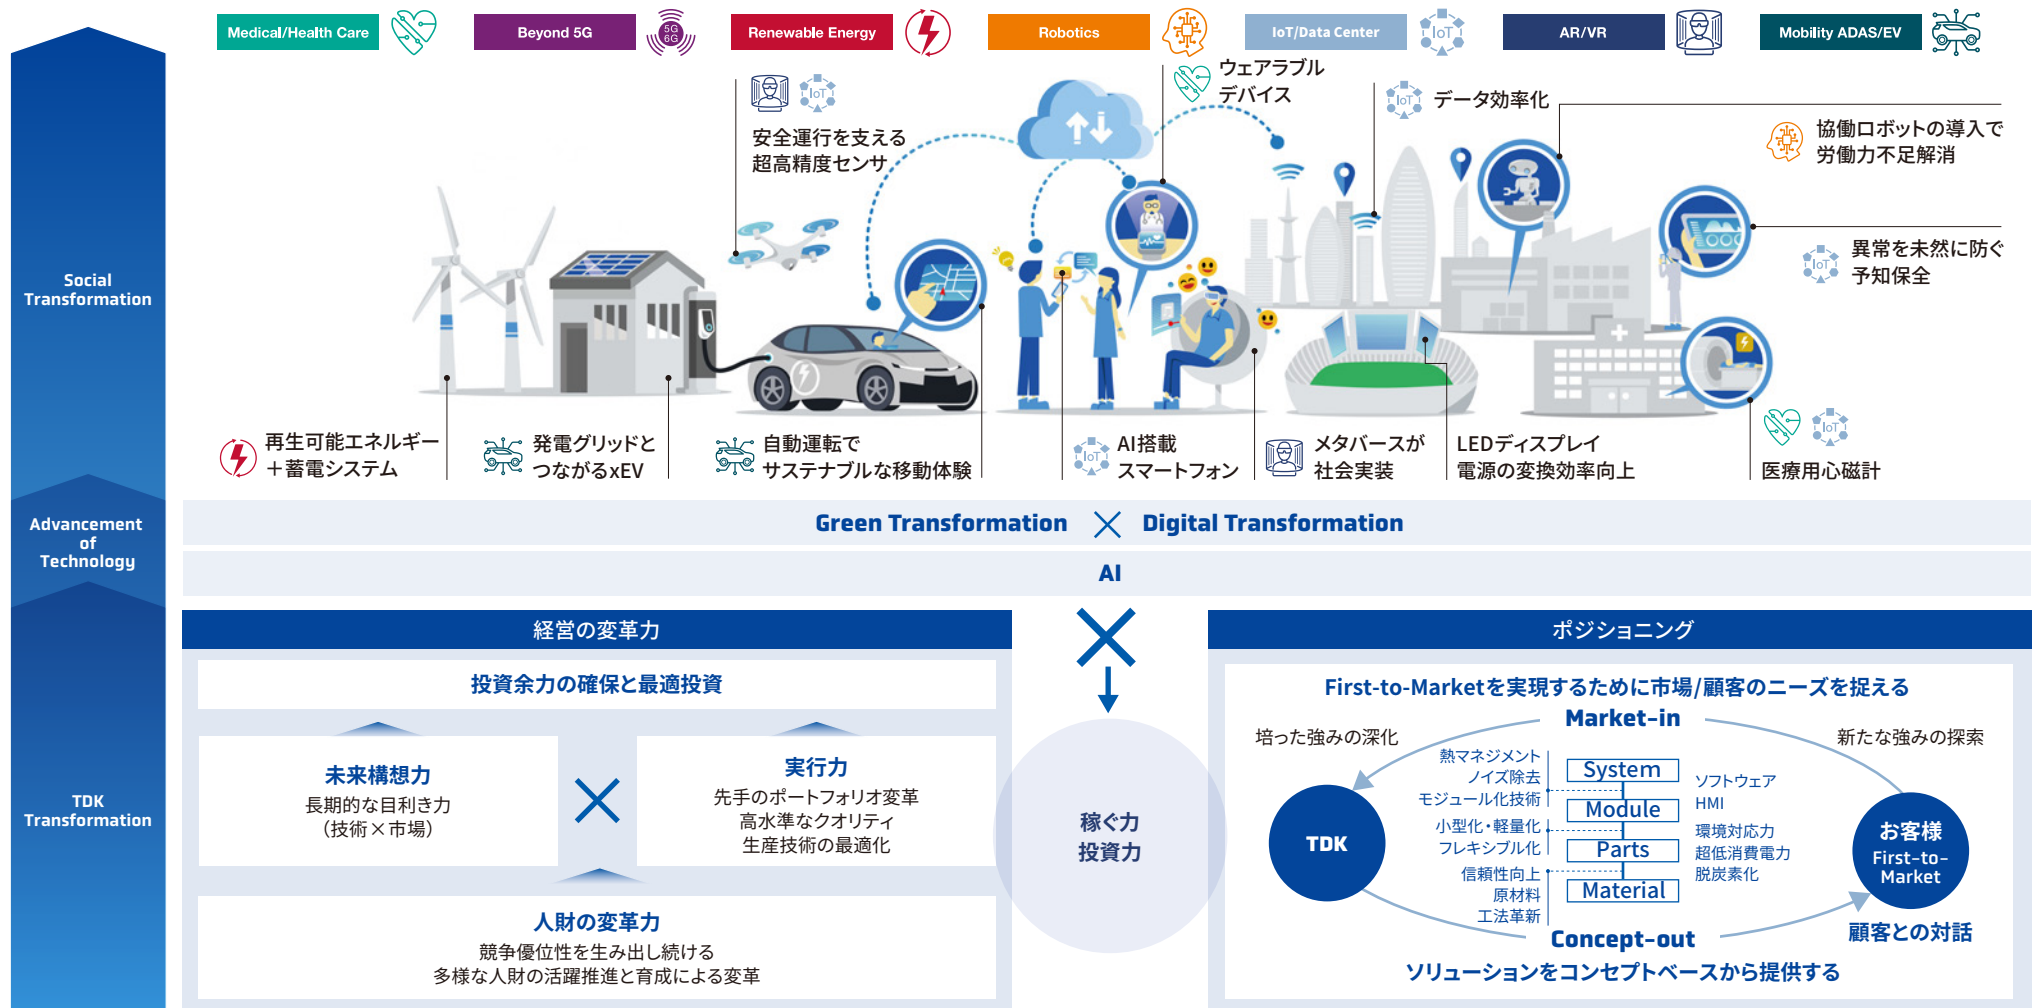 Medical/Health Care
Beyond 5G
5G
6G
Renewable Energy
Robotics
IoT/Data Center
IoT
AR/VR
Mobility ADAS/EV
Social
Transformation
IoT
安全運行を支える
超高精度センサ
ウェアラブル
デバイス
IoT
データ効率化
協働ロボットの導入で
労働力不足解消
IoT
異常を未然に防ぐ
予知保全
再生可能エネルギー
＋蓄電システム
発電グリッドと
つながるxEV
自動運転で
サステナブルな移動体験
IoT
AI搭載
スマートフォン
メタバースが
社会実装
LEDディスプレイ
電源の変換効率向上
IoT
医療用心磁計
Advancement
of
Technology
Green Transformation × Digital Transformation
AI
TDK
Transformation
経営の変革力
投資余力の確保と最適投資
未来構想力
長期的な目利き力
（技術×市場）
×
実行力
先手のポートフォリオ変革
高水準なクオリティ
生産技術の最適化
人財の変革力
競争優位性を生み出し続ける
多様な人財の活躍推進と育成による変革
×
稼ぐ力
投資力
ポジショニング
First-to-Marketを実現するために市場/顧客のニーズを捉える
Market-in
培った強みの深化
新たな強みの探索
熱マネジメント
ノイズ除去
モジュール化技術
小型化・軽量化
フレキシブル化
信頼性向上
原材料
工法革新
System
Module
Parts
Material
ソフトウェア
HMI
環境対応力
超低消費電力
脱炭素化
TDK
お客様
First-to-
Market
Concept-out
顧客との対話
ソリューションをコンセプトベースから提供する